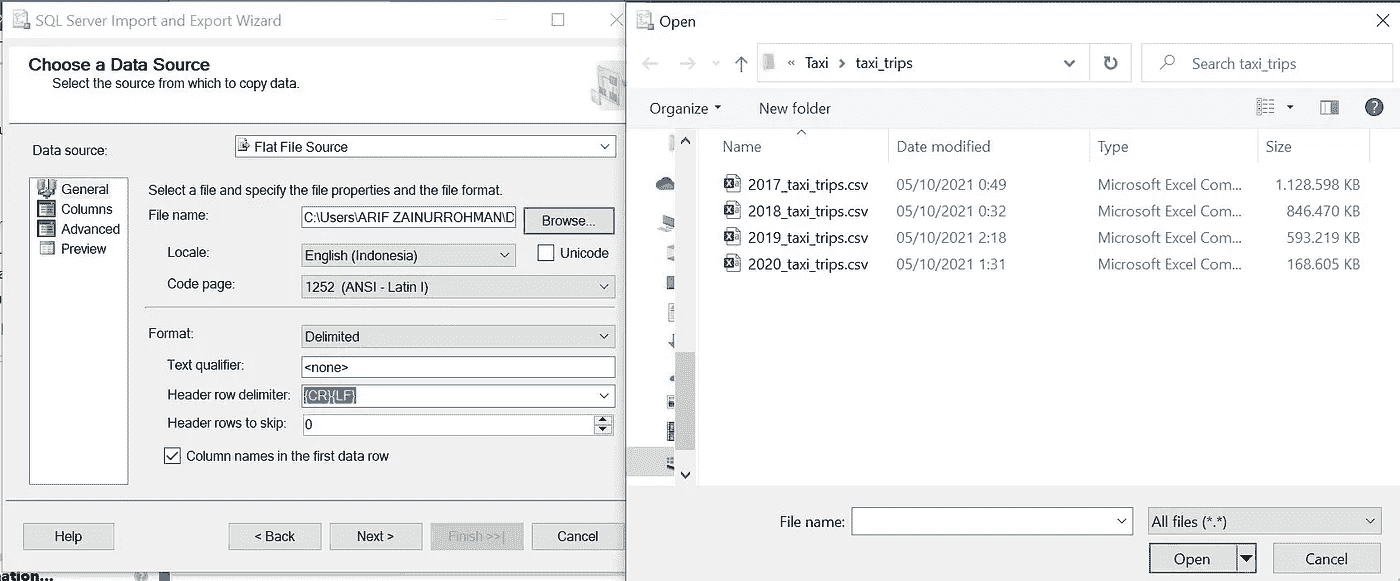 SQL Server Import and Export Wizard
Choose a Data Source
Select the source from which to copy data.
Data source: Flat File Source
General
Columns
Advanced
Preview
Select a file and specify the file properties and the file format.
File name: C:\Users\ARIF ZAINURROHMAN\D Browse...
Locale: English (Indonesia) Unicode
Code page: 1252 (ANSI - Latin I)
Format: Delimited
Text qualifier: <none>
Header row delimiter: {CR}{LF}
Header rows to skip: 0
Column names in the first data row
Help < Back Next > Finish >>| Cancel
ation...
Open
« Taxi > taxi_trips Search taxi_trips
Organize New folder
Name Date modified Type Size
2017_taxi_trips.csv 05/10/2021 0:49 Microsoft Excel Com... 1.128.598 KB
2018_taxi_trips.csv 05/10/2021 0:32 Microsoft Excel Com... 846.470 KB
2019_taxi_trips.csv 05/10/2021 2:18 Microsoft Excel Com... 593.219 KB
2020_taxi_trips.csv 05/10/2021 1:31 Microsoft Excel Com... 168.605 KB
File name: All files (*.*)
Open Cancel